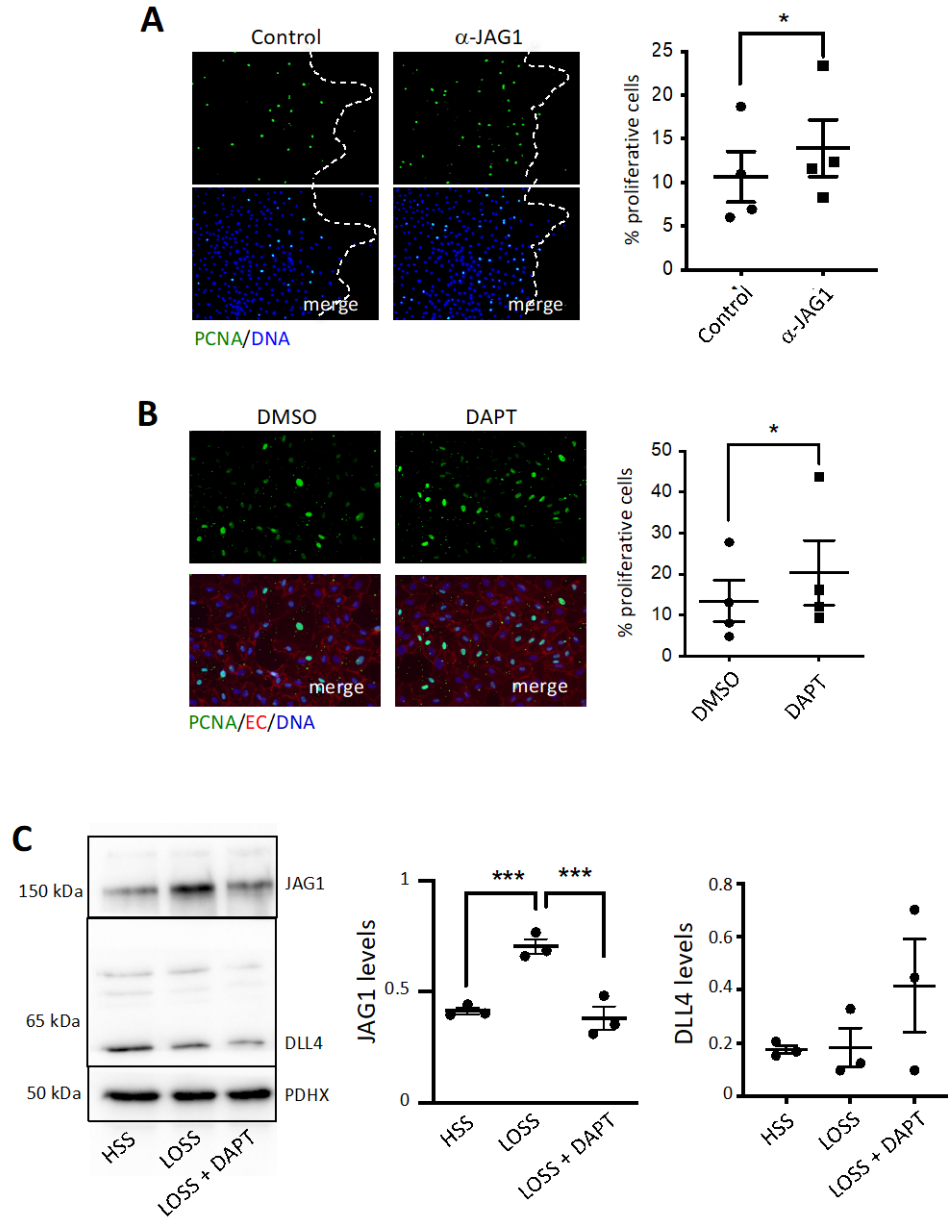 A
Control
α-JAG1
merge
merge
PCNA/DNA
*
% proliferative cells
25
20
15
10
5
0
Control
α-JAG1
B
DMSO
DAPT
merge
merge
PCNA/EC/DNA
*
% proliferative cells
50
40
30
20
10
0
DMSO
DAPT
C
150 kDa
JAG1
65 kDa
DLL4
50 kDa
PDHX
HSS
LOSS
LOSS + DAPT
JAG1 levels
1
0.5
0
*** ***
HSS
LOSS
LOSS + DAPT
DLL4 levels
0.8
0.6
0.4
0.2
0
HSS
LOSS
LOSS + DAPT